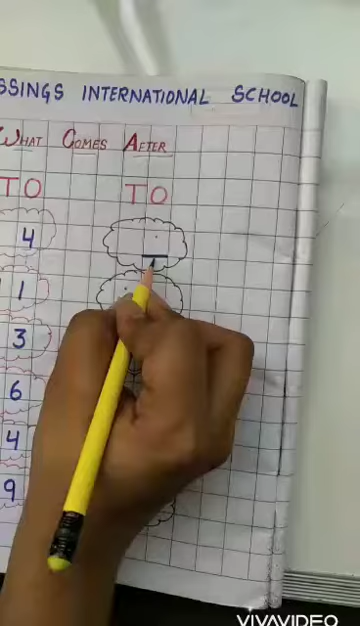 SSINGS INTERNATIONAL SCHOOL
WHAT COMES AFTER
TO TO
4
1
3
6
4
9
VIVAVIDEO